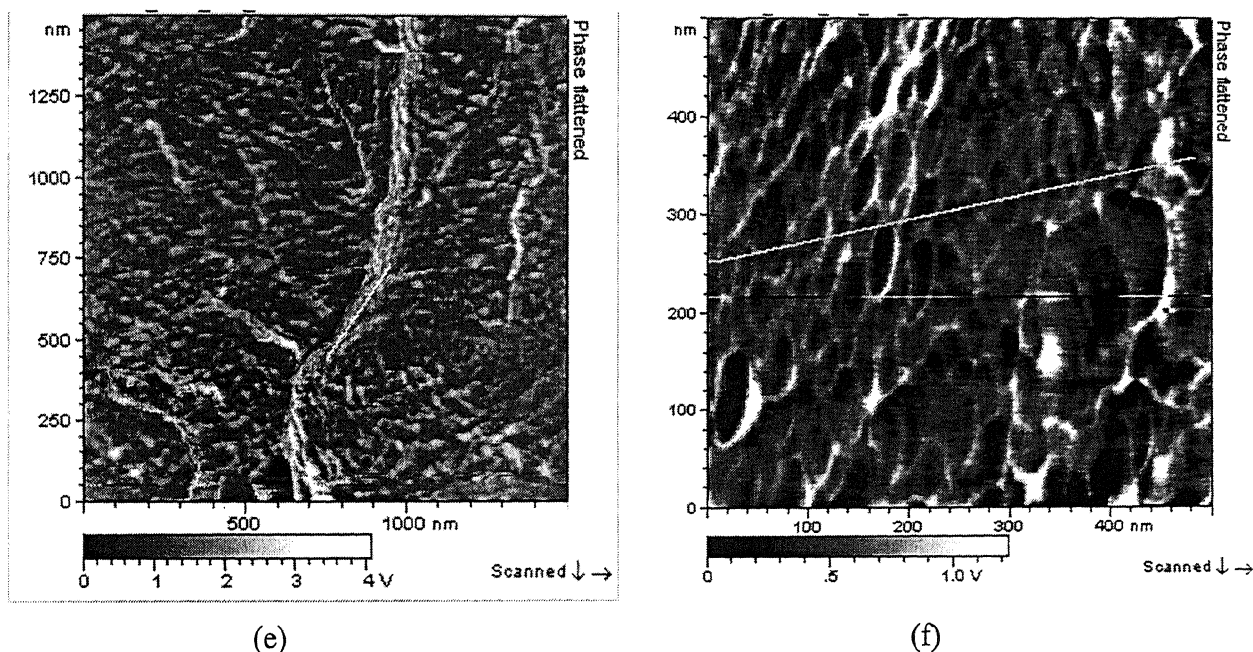 nm
1250
1000
750
500
250
0
500
1000 nm
Phase flattened
0 1 2 3 4 V
Scanned ↓ →
(e)
nm
400
300
200
100
0
100
200
300
400 nm
Phase flattened
0 .5 1.0 V
Scanned ↓ →
(f)